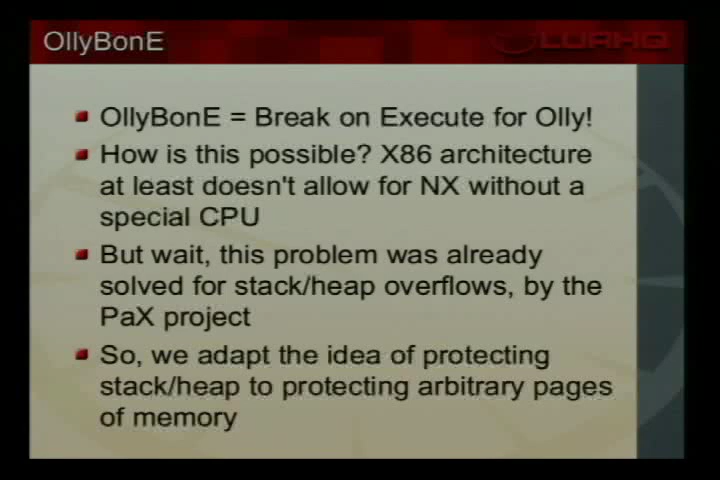 OllyBonE
LURHQ
OllyBonE = Break on Execute for Olly!
How is this possible? X86 architecture
at least doesn't allow for NX without a
special CPU
But wait, this problem was already
solved for stack/heap overflows, by the
PaX project
So, we adapt the idea of protecting
stack/heap to protecting arbitrary pages
of memory